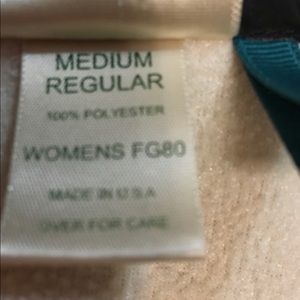 MEDIUM
REGULAR
100% POLYESTER
WOMENS FG80
MADE IN U.S.A
OVER FOR CARE